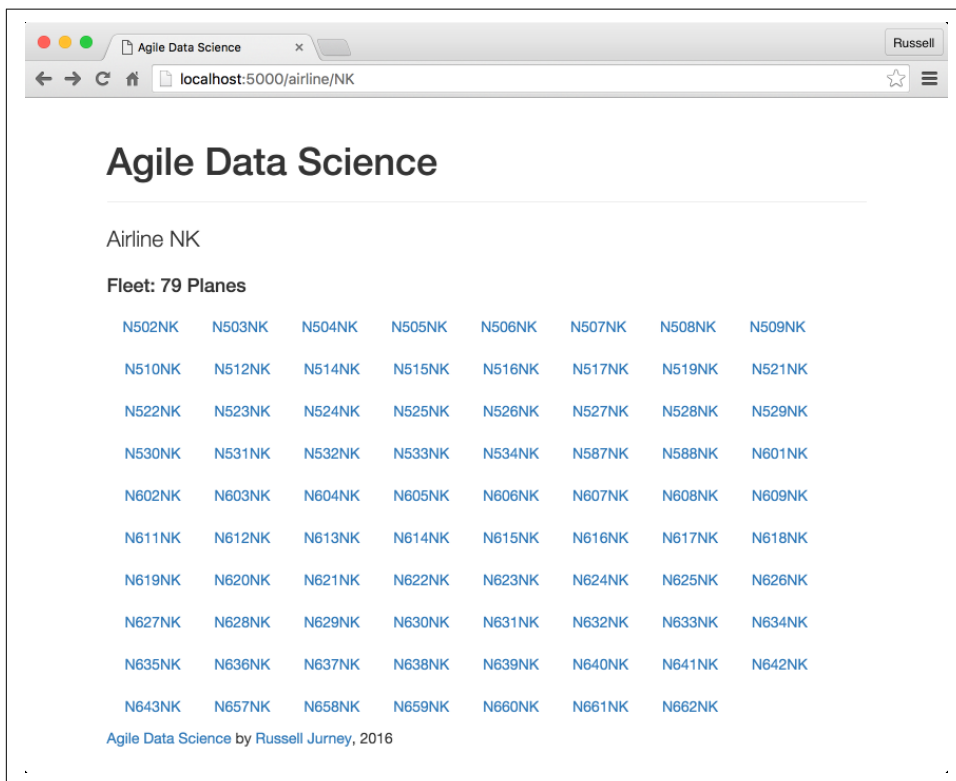 Agile Data Science
Russell
localhost:5000/airline/NK
Agile Data Science
Airline NK
Fleet: 79 Planes
N502NK N503NK N504NK N505NK N506NK N507NK N508NK N509NK
N510NK N512NK N514NK N515NK N516NK N517NK N519NK N521NK
N522NK N523NK N524NK N525NK N526NK N527NK N528NK N529NK
N530NK N531NK N532NK N533NK N534NK N587NK N588NK N601NK
N602NK N603NK N604NK N605NK N606NK N607NK N608NK N609NK
N611NK N612NK N613NK N614NK N615NK N616NK N617NK N618NK
N619NK N620NK N621NK N622NK N623NK N624NK N625NK N626NK
N627NK N628NK N629NK N630NK N631NK N632NK N633NK N634NK
N635NK N636NK N637NK N638NK N639NK N640NK N641NK N642NK
N643NK N657NK N658NK N659NK N660NK N661NK N662NK
Agile Data Science by Russell Jurney, 2016